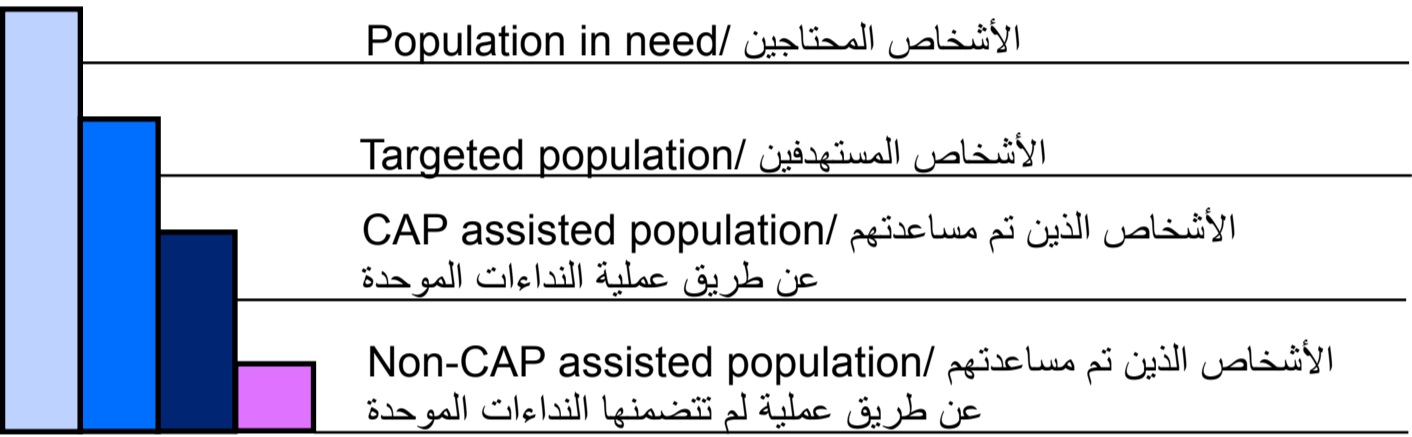 Population in need/ الأشخاص المحتاجين
Targeted population/ الأشخاص المستهدفين
CAP assisted population/ الأشخاص الذين تم مساعدتهم
عن طريق عملية النداءات الموحدة
Non-CAP assisted population/ الأشخاص الذين تم مساعدتهم
عن طريق عملية لم تتضمنها النداءات الموحدة